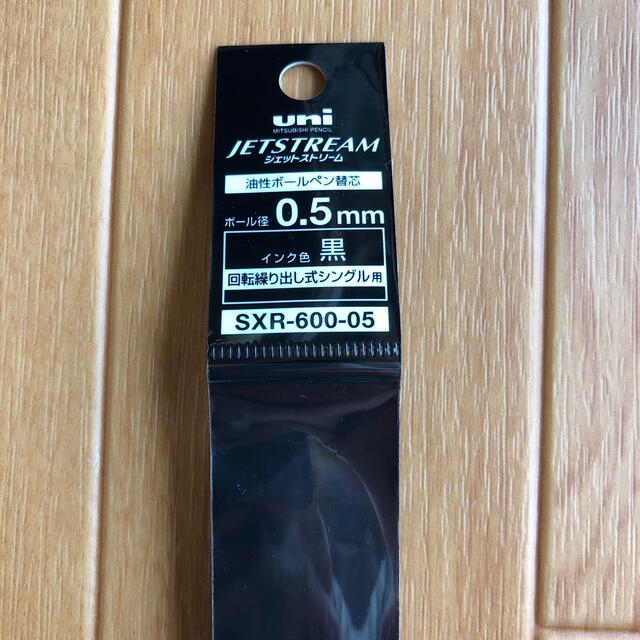 uni
MITSUBISHI PENCIL
JETSTREAM
ジェットストリーム
油性ボールペン替芯
ボール径 0.5mm
インク色 黒
回転繰り出し式シングル用
SXR-600-05